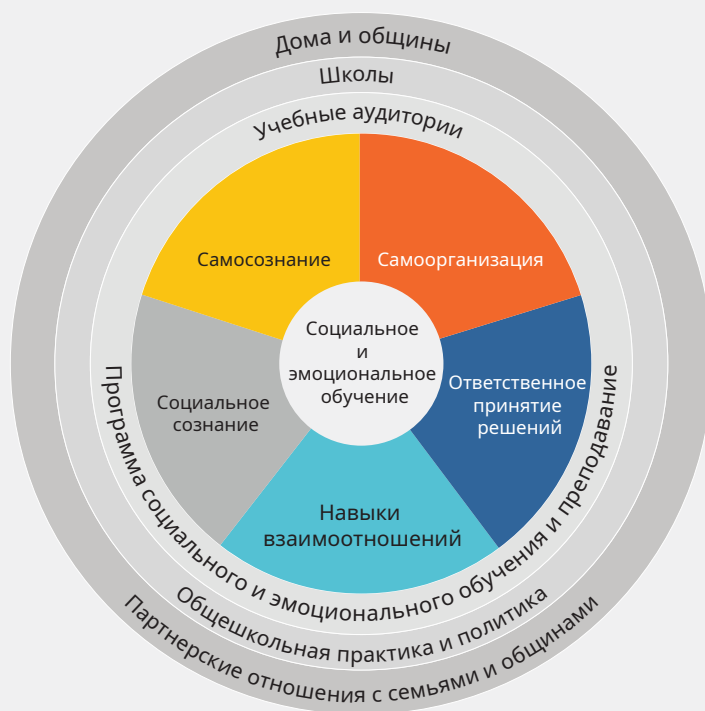 Дома и общины
Школы
Учебные аудитории
Самосознание
Самоорганизация
Социальное
и
эмоциональное
обучение
Ответственное
принятие
решений
Социальное
сознание
Навыки
взаимоотношений
Программа социального и эмоционального обучения и преподавание
Общешкольная практика и политика
Партнерские отношения с семьями и общинами